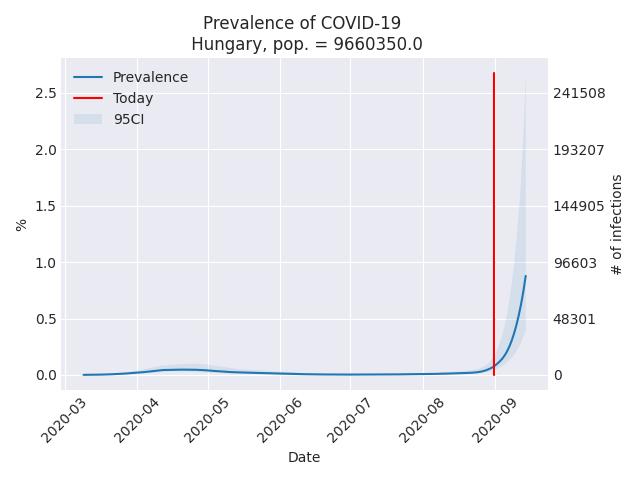 Prevalence of COVID-19
Hungary, pop. = 9660350.0
Prevalence
Today
95CI
2.5
2.0
1.5
1.0
0.5
0.0
%
241508
193207
144905
96603
48301
0
# of infections
2020-03
2020-04
2020-05
2020-06
2020-07
2020-08
2020-09
Date